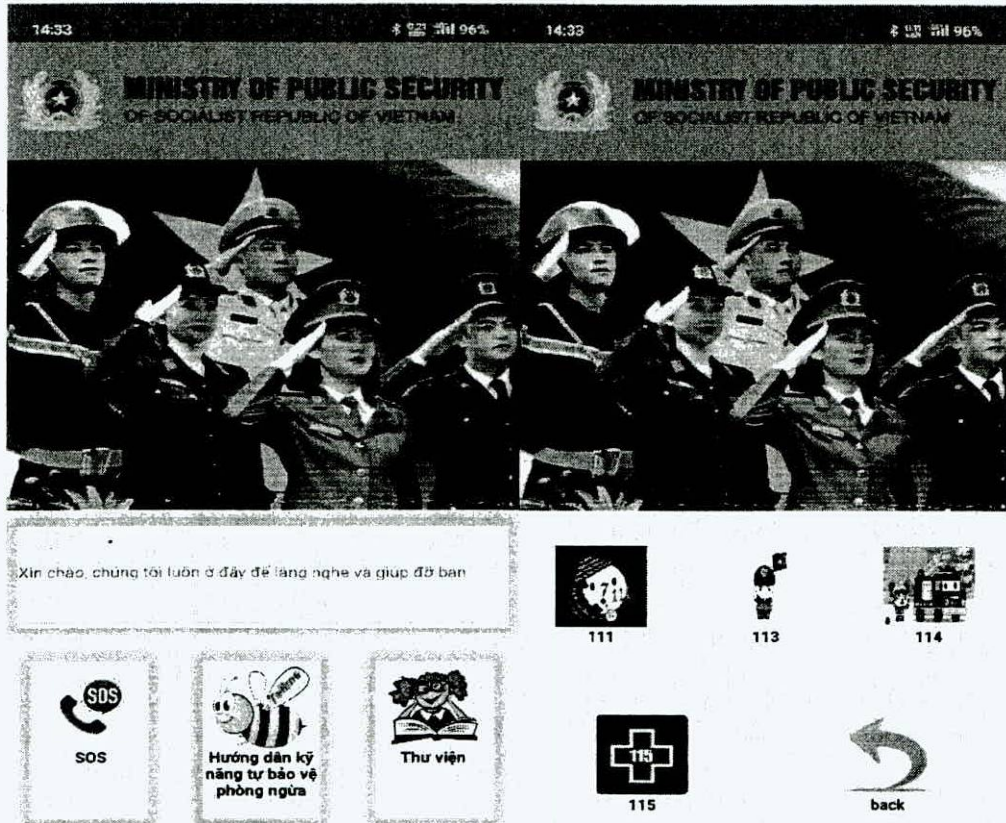 14:33
96%
MINISTRY OF PUBLIC SECURITY
OF SOCIALIST REPUBLIC OF VIETNAM
Xin chào, chúng tôi luôn ở đây để lắng nghe và giúp đỡ bạn
SOS
SOS
Hướng dẫn kỹ
năng tự bảo vệ
phòng ngừa
Thư viện
14:33
96%
MINISTRY OF PUBLIC SECURITY
OF SOCIALIST REPUBLIC OF VIETNAM
111
113
114
115
115
back